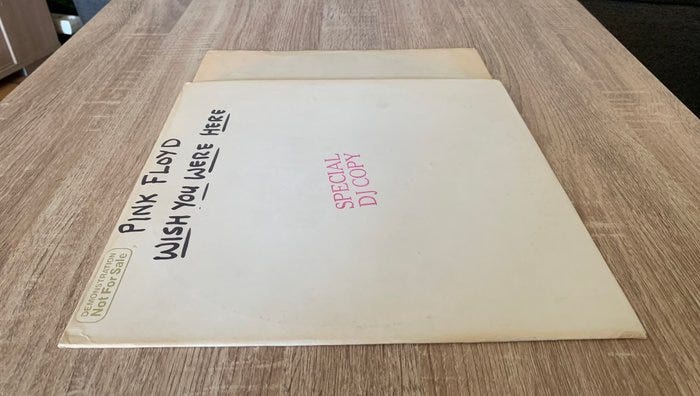 PINK FLOYD
WISH YOU WERE HERE
SPECIAL
DJ COPY
DEMONSTRATION
Not For Sale